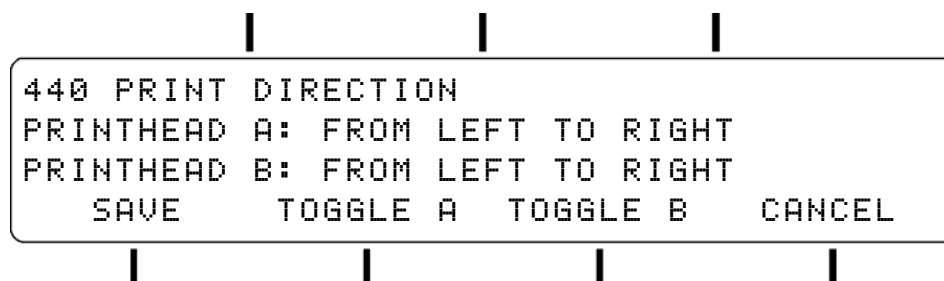 440 PRINT DIRECTION
PRINTHEAD A: FROM LEFT TO RIGHT
PRINTHEAD B: FROM LEFT TO RIGHT
SAVE TOGGLE A TOGGLE B CANCEL